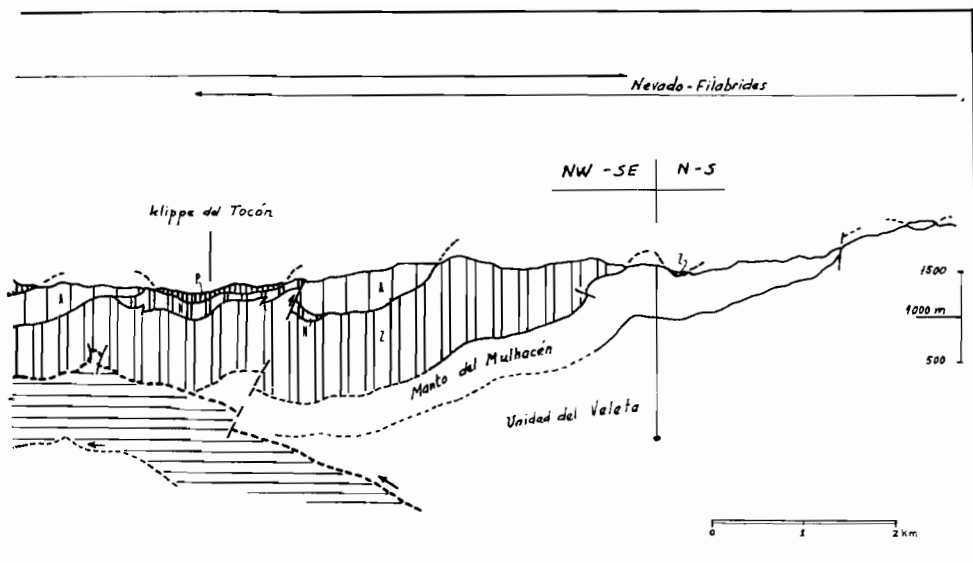 Nevado-Filabrides
NW - SE
N - S
klippe del Tocón
P
A
N
A
N
Z
Z
1500
1000 m
500
Manto del Mulhacén
Unidad del Veleta
0 1 2 km